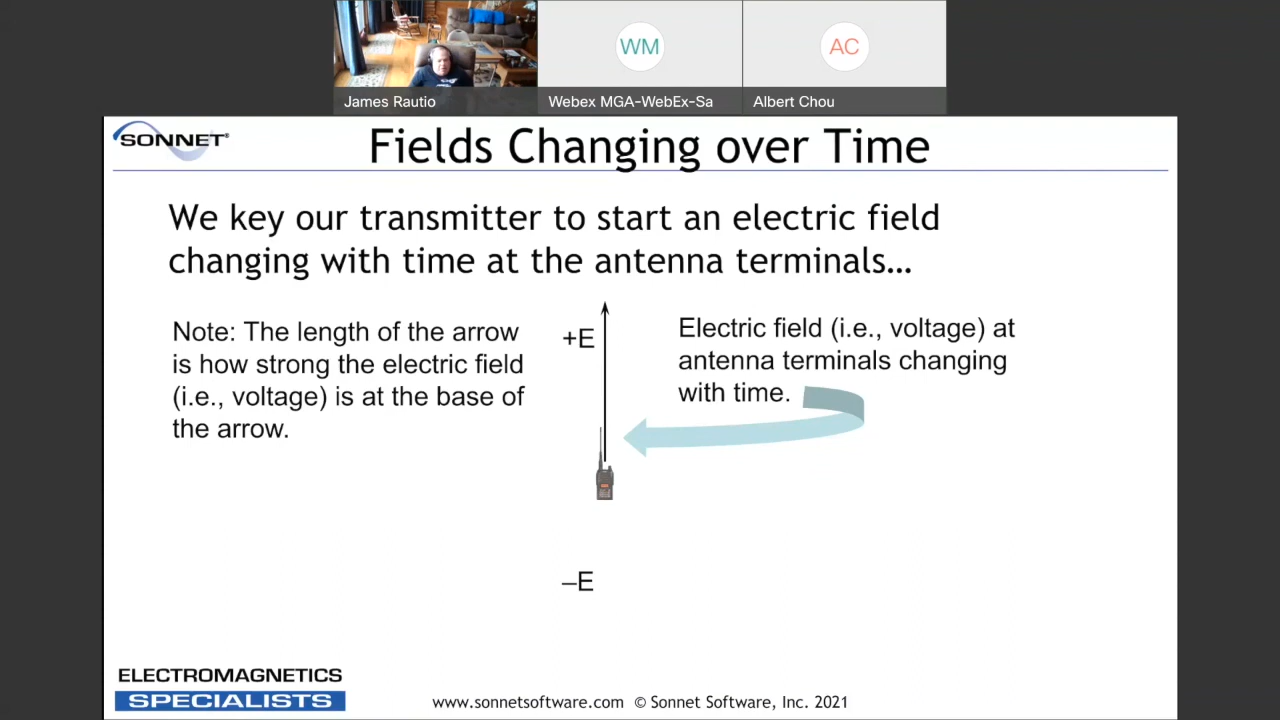 WM
AC
James Rautio
Webex MGA-WebEx-Sa
Albert Chou
SONNET®
Fields Changing over Time
We key our transmitter to start an electric field
changing with time at the antenna terminals…
Note: The length of the arrow
is how strong the electric field
(i.e., voltage) is at the base of
the arrow.
+E
Electric field (i.e., voltage) at
antenna terminals changing
with time.
–E
ELECTROMAGNETICS
SPECIALISTS
www.sonnetsoftware.com © Sonnet Software, Inc. 2021